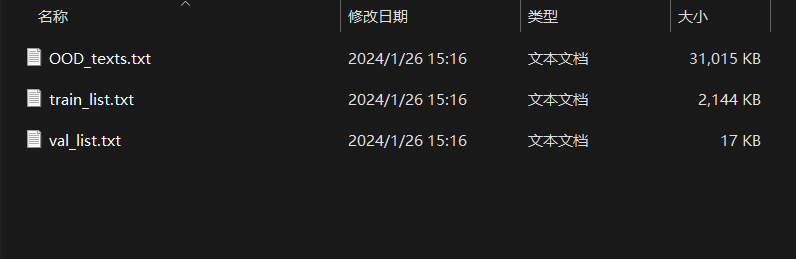 名称 修改日期 类型 大小
OOD_texts.txt 2024/1/26 15:16 文本文档 31,015 KB
train_list.txt 2024/1/26 15:16 文本文档 2,144 KB
val_list.txt 2024/1/26 15:16 文本文档 17 KB